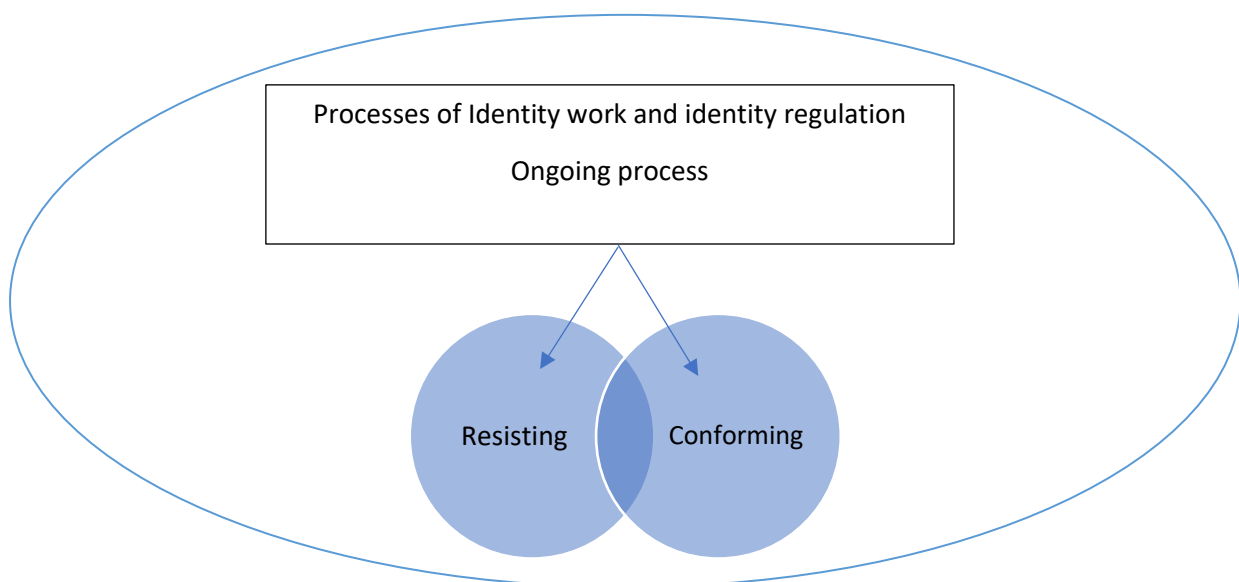 Processes of Identity work and identity regulation
Ongoing process
Resisting
Conforming